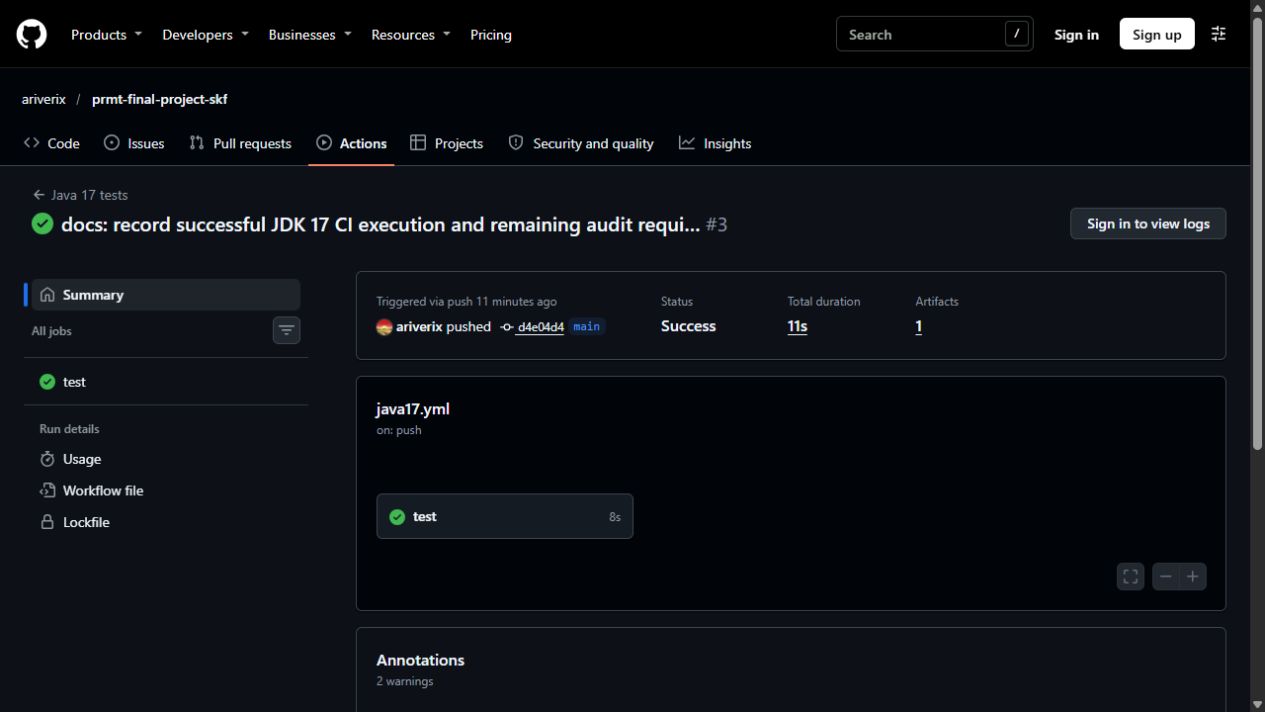 Products Developers Businesses Resources Pricing Search / Sign in Sign up
ariverix / prmt-final-project-skf
Code Issues Pull requests Actions Projects Security and quality Insights
Java 17 tests
docs: record successful JDK 17 CI execution and remaining audit requi... #3
Sign in to view logs
Summary
All jobs
test
Run details
Usage
Workflow file
Lockfile
Triggered via push 11 minutes ago
ariverix pushed d4e04d4 main
Status
Success
Total duration
11s
Artifacts
1
java17.yml
on: push
test 8s
Annotations
2 warnings